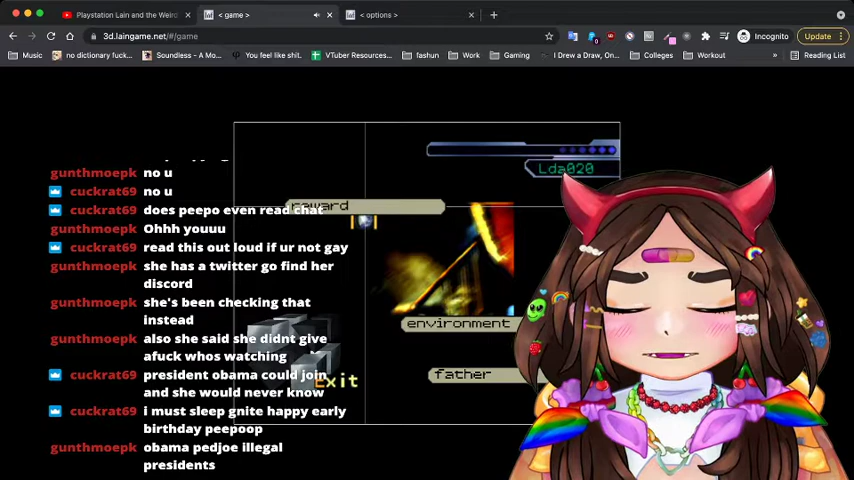 Playstation Lain and the Weird
< game >
< options >
3d.laingame.net/#/game
Incognito
Update
Music
no dictionary fuck...
Soundless - A Mo...
You feel like shit.
VTuber Resources...
fashun
Work
Gaming
I Drew a Draw, On...
Colleges
Workout
Reading List
gunthmoepk no u
cuckrat69 no u
cuckrat69 does peepo even read chat
gunthmoepk Ohhh youuu
cuckrat69 read this out loud if ur not gay
gunthmoepk she has a twitter go find her
discord
gunthmoepk she's been checking that
instead
gunthmoepk also she said she didnt give
afuck whos watching
cuckrat69 president obama could join
and she would never know
cuckrat69 i must sleep gnite happy early
birthday peepoop
gunthmoepk obama pedjoe illegal
presidents
Lda020
reward
environment
father
Exit